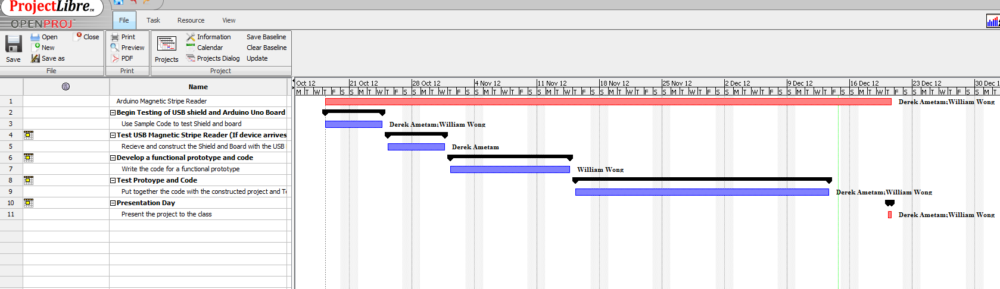 ProjectLibre™
OPENPROJ
File Task Resource View
Save
Open
New
Save as
Close
File
Print
Preview
PDF
Print
Projects
Information
Calendar
Projects Dialog
Save Baseline
Clear Baseline
Update
Project
Name
Oct 12 21 Oct 12 28 Oct 12 4 Nov 12 11 Nov 12 18 Nov 12 25 Nov 12 2 Dec 12 9 Dec 12 16 Dec 12 23 Dec 12 30 Dec 1
M T W T F S S M T W T F S S M T W T F S S M T W T F S S M T W T F S S M T W T F S S M T W T F S S M T W T F S S M T W T F S S M T W T F S S M T W T F S S M T W T F S S M T
1 Arduino Magnetic Stripe Reader Derek Ametam;William Wong
2 Begin Testing of USB shield and Arduino Uno Board
3 Use Sample Code to test Shield and board Derek Ametam;William Wong
4 Test USB Magnetic Stripe Reader (If device arrives
5 Recieve and construct the Shield and Board with the USB Derek Ametam
6 Develop a functional prototype and code
7 Write the code for a functional prototype William Wong
8 Test Protoype and Code
9 Put together the code with the constructed project and Te Derek Ametam;William Wong
10 Presentation Day
11 Present the project to the class Derek Ametam;William Wong